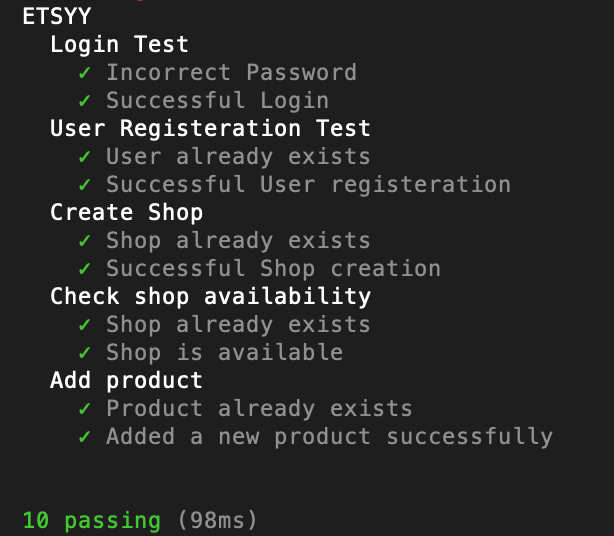 ETSYY
Login Test
✓ Incorrect Password
✓ Successful Login
User Registeration Test
✓ User already exists
✓ Successful User registeration
Create Shop
✓ Shop already exists
✓ Successful Shop creation
Check shop availability
✓ Shop already exists
✓ Shop is available
Add product
✓ Product already exists
✓ Added a new product successfully
10 passing (98ms)